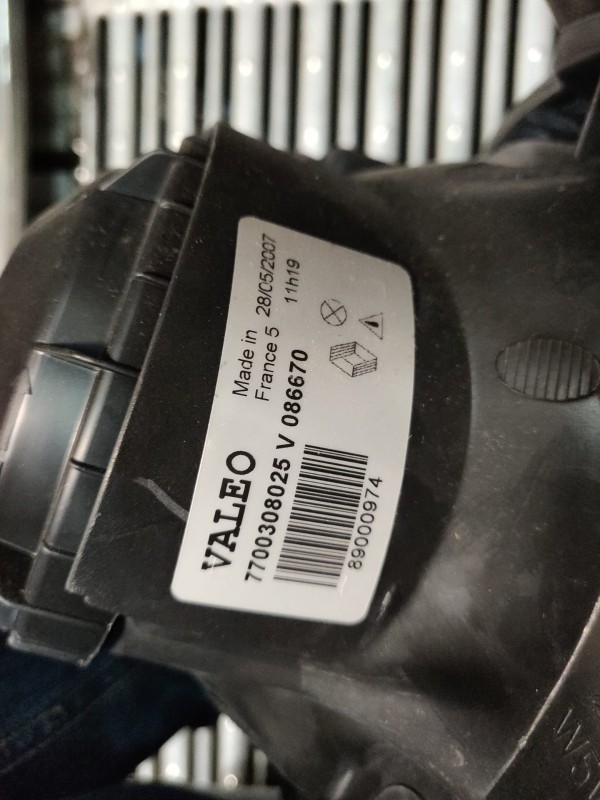 VALEO
Made in
France 5
28/05/2007
11h19
7700308025 V 086670
89000974